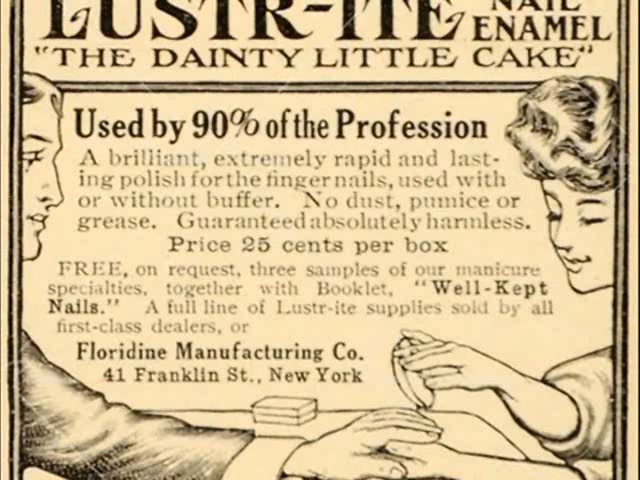 LUSTR-ITE NAIL ENAMEL
"THE DAINTY LITTLE CAKE"
Used by 90% of the Profession
A brilliant, extremely rapid and last-
ing polish for the finger nails, used with
or without buffer. No dust, pumice or
grease. Guaranteed absolutely harmless.
Price 25 cents per box
FREE, on request, three samples of our manicure
specialties, together with Booklet, "Well-Kept
Nails." A full line of Lustr-ite supplies sold by all
first-class dealers, or
Floridine Manufacturing Co.
41 Franklin St., New York